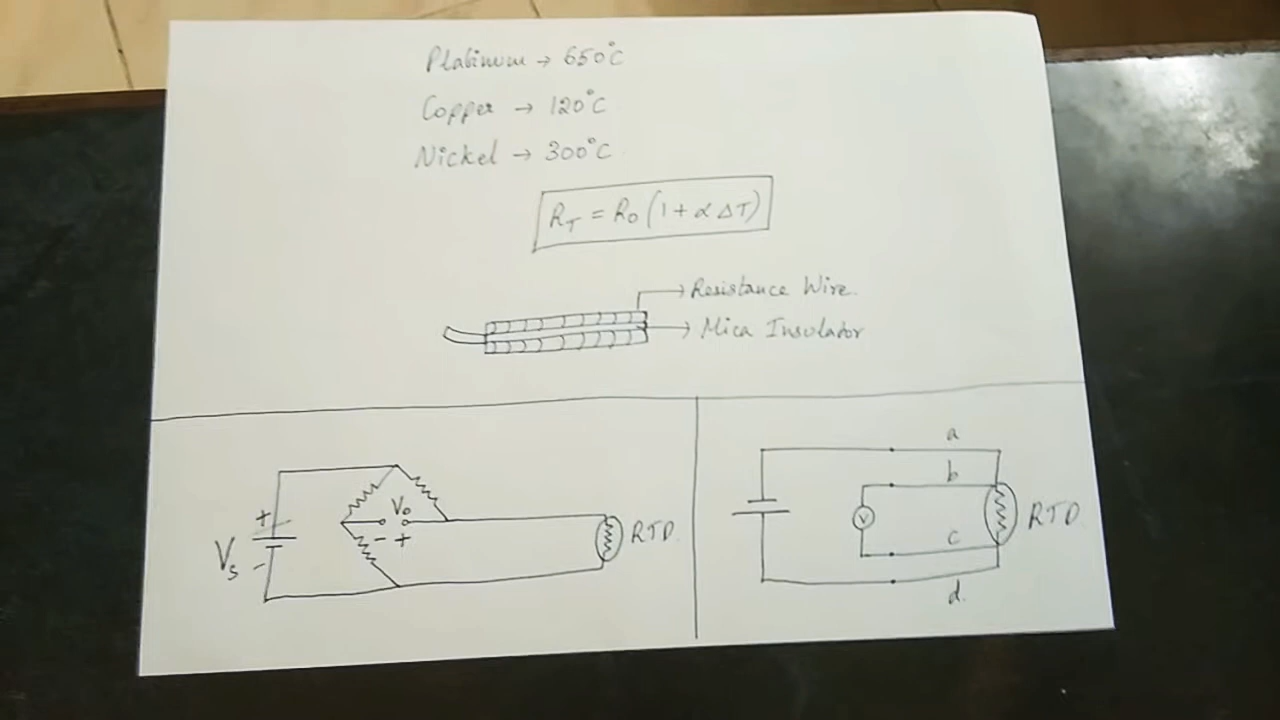 Platinum → 650°C
Copper → 120°C
Nickel → 300°C
R_T = R_0 (1 + α ΔT)
Resistance Wire.
Mica Insulator
V_s
+
-
V_o
- +
RTD
a
b
V
c
d.
RTD